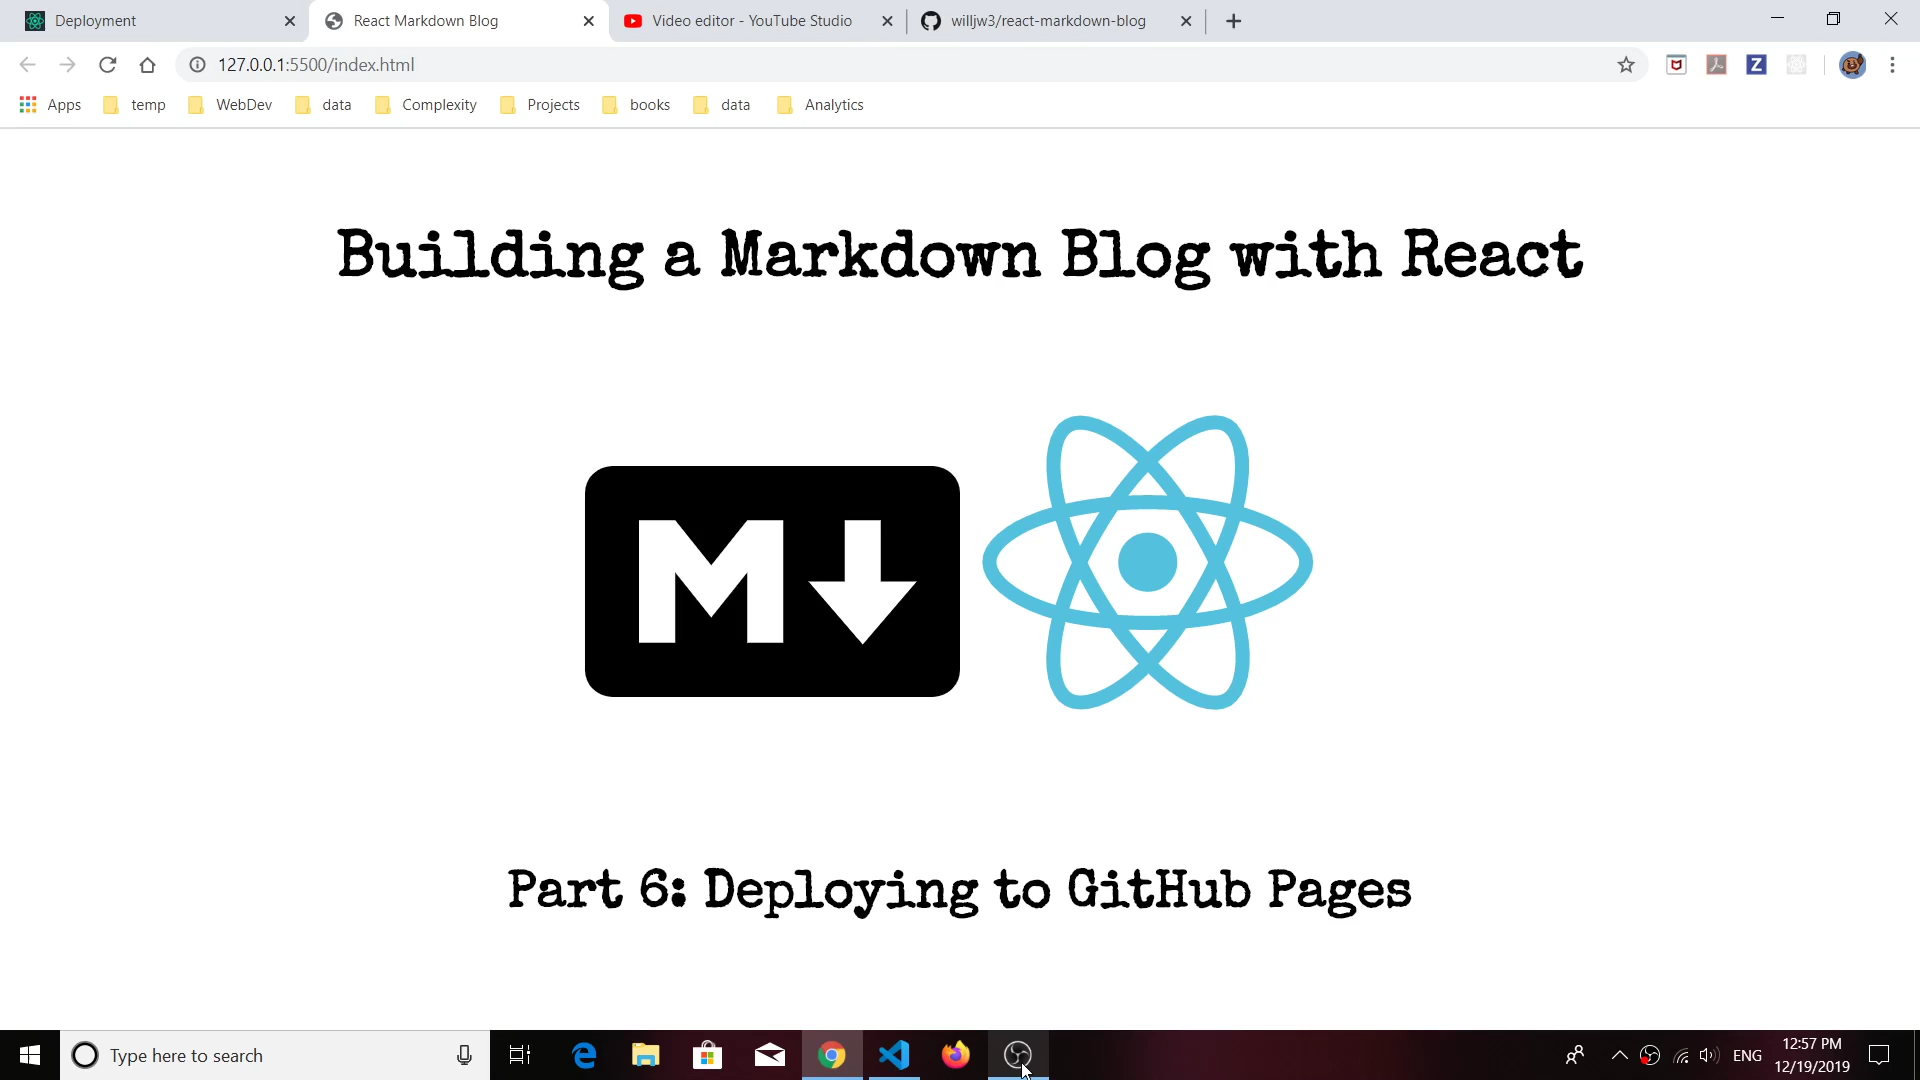 Deployment
React Markdown Blog
Video editor - YouTube Studio
willjw3/react-markdown-blog
127.0.0.1:5500/index.html
Apps temp WebDev data Complexity Projects books data Analytics
Building a Markdown Blog with React
M
Part 6: Deploying to GitHub Pages
Type here to search
ENG
12:57 PM
12/19/2019